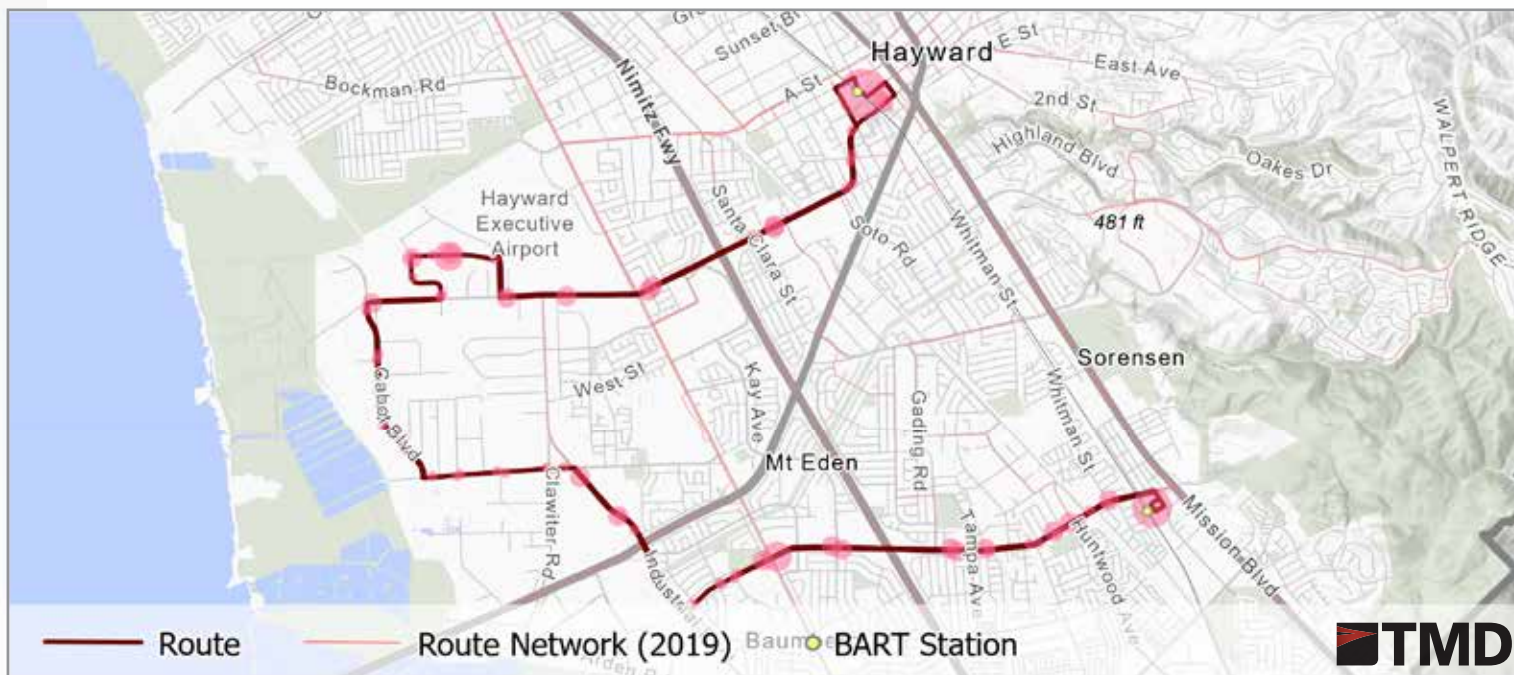 Hayward
Sunset Bl
E St
East Ave
Bockman Rd
A St
2nd St
Nimitz Fwy
Highland Blvd
Oakes Dr
WALPERT RIDGE
Hayward
Executive
Airport
Santa Clara St
Soto Rd
Whitman St
481 ft
West St
Kay Ave
Sorensen
Cabot Blvd
Gading Rd
Whitman St
Mt Eden
Clawiter Rd
Tampa Ave
Huntwood Ave
Mission Blvd
Industrial
Route
Route Network (2019)
BART Station
TMD